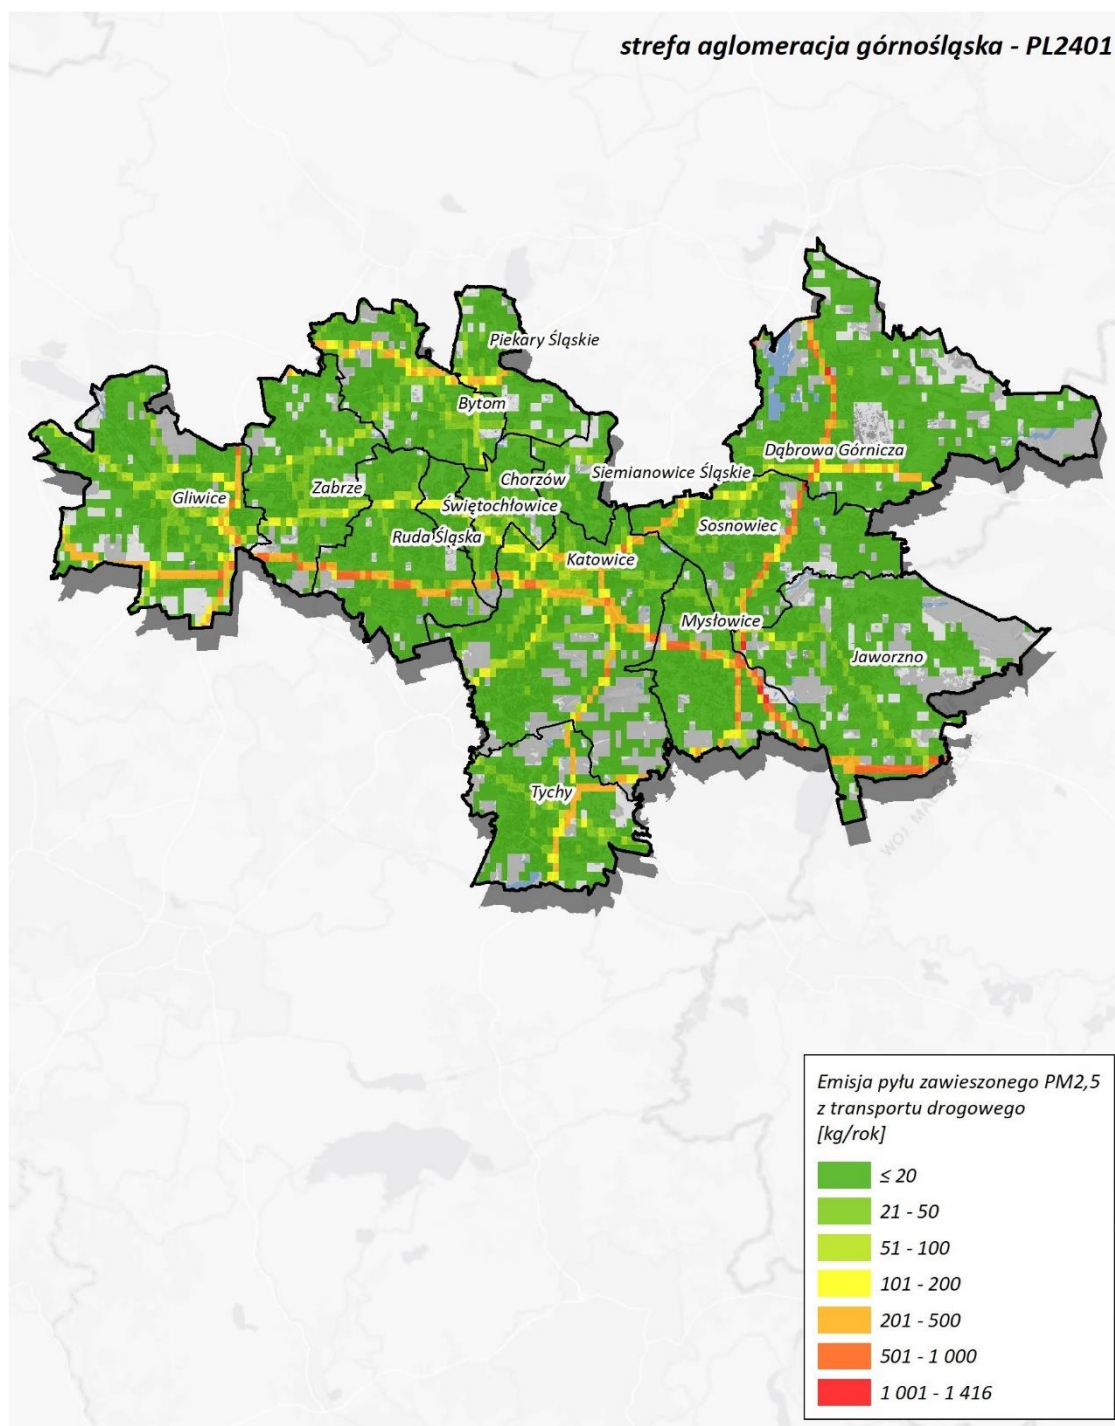 strefa aglomeracja górnośląska - PL2401
Piekary Śląskie
Bytom
Dąbrowa Górnicza
Chorzów
Siemianowice Śląskie
Zabrze
Gliwice
Świętochłowice
Sosnowiec
Ruda Śląska
Katowice
Mysłowice
Jaworzno
Tychy
Emisja pyłu zawieszonego PM2,5
z transportu drogowego
[kg/rok]
≤ 20
21 - 50
51 - 100
101 - 200
201 - 500
501 - 1 000
1 001 - 1 416